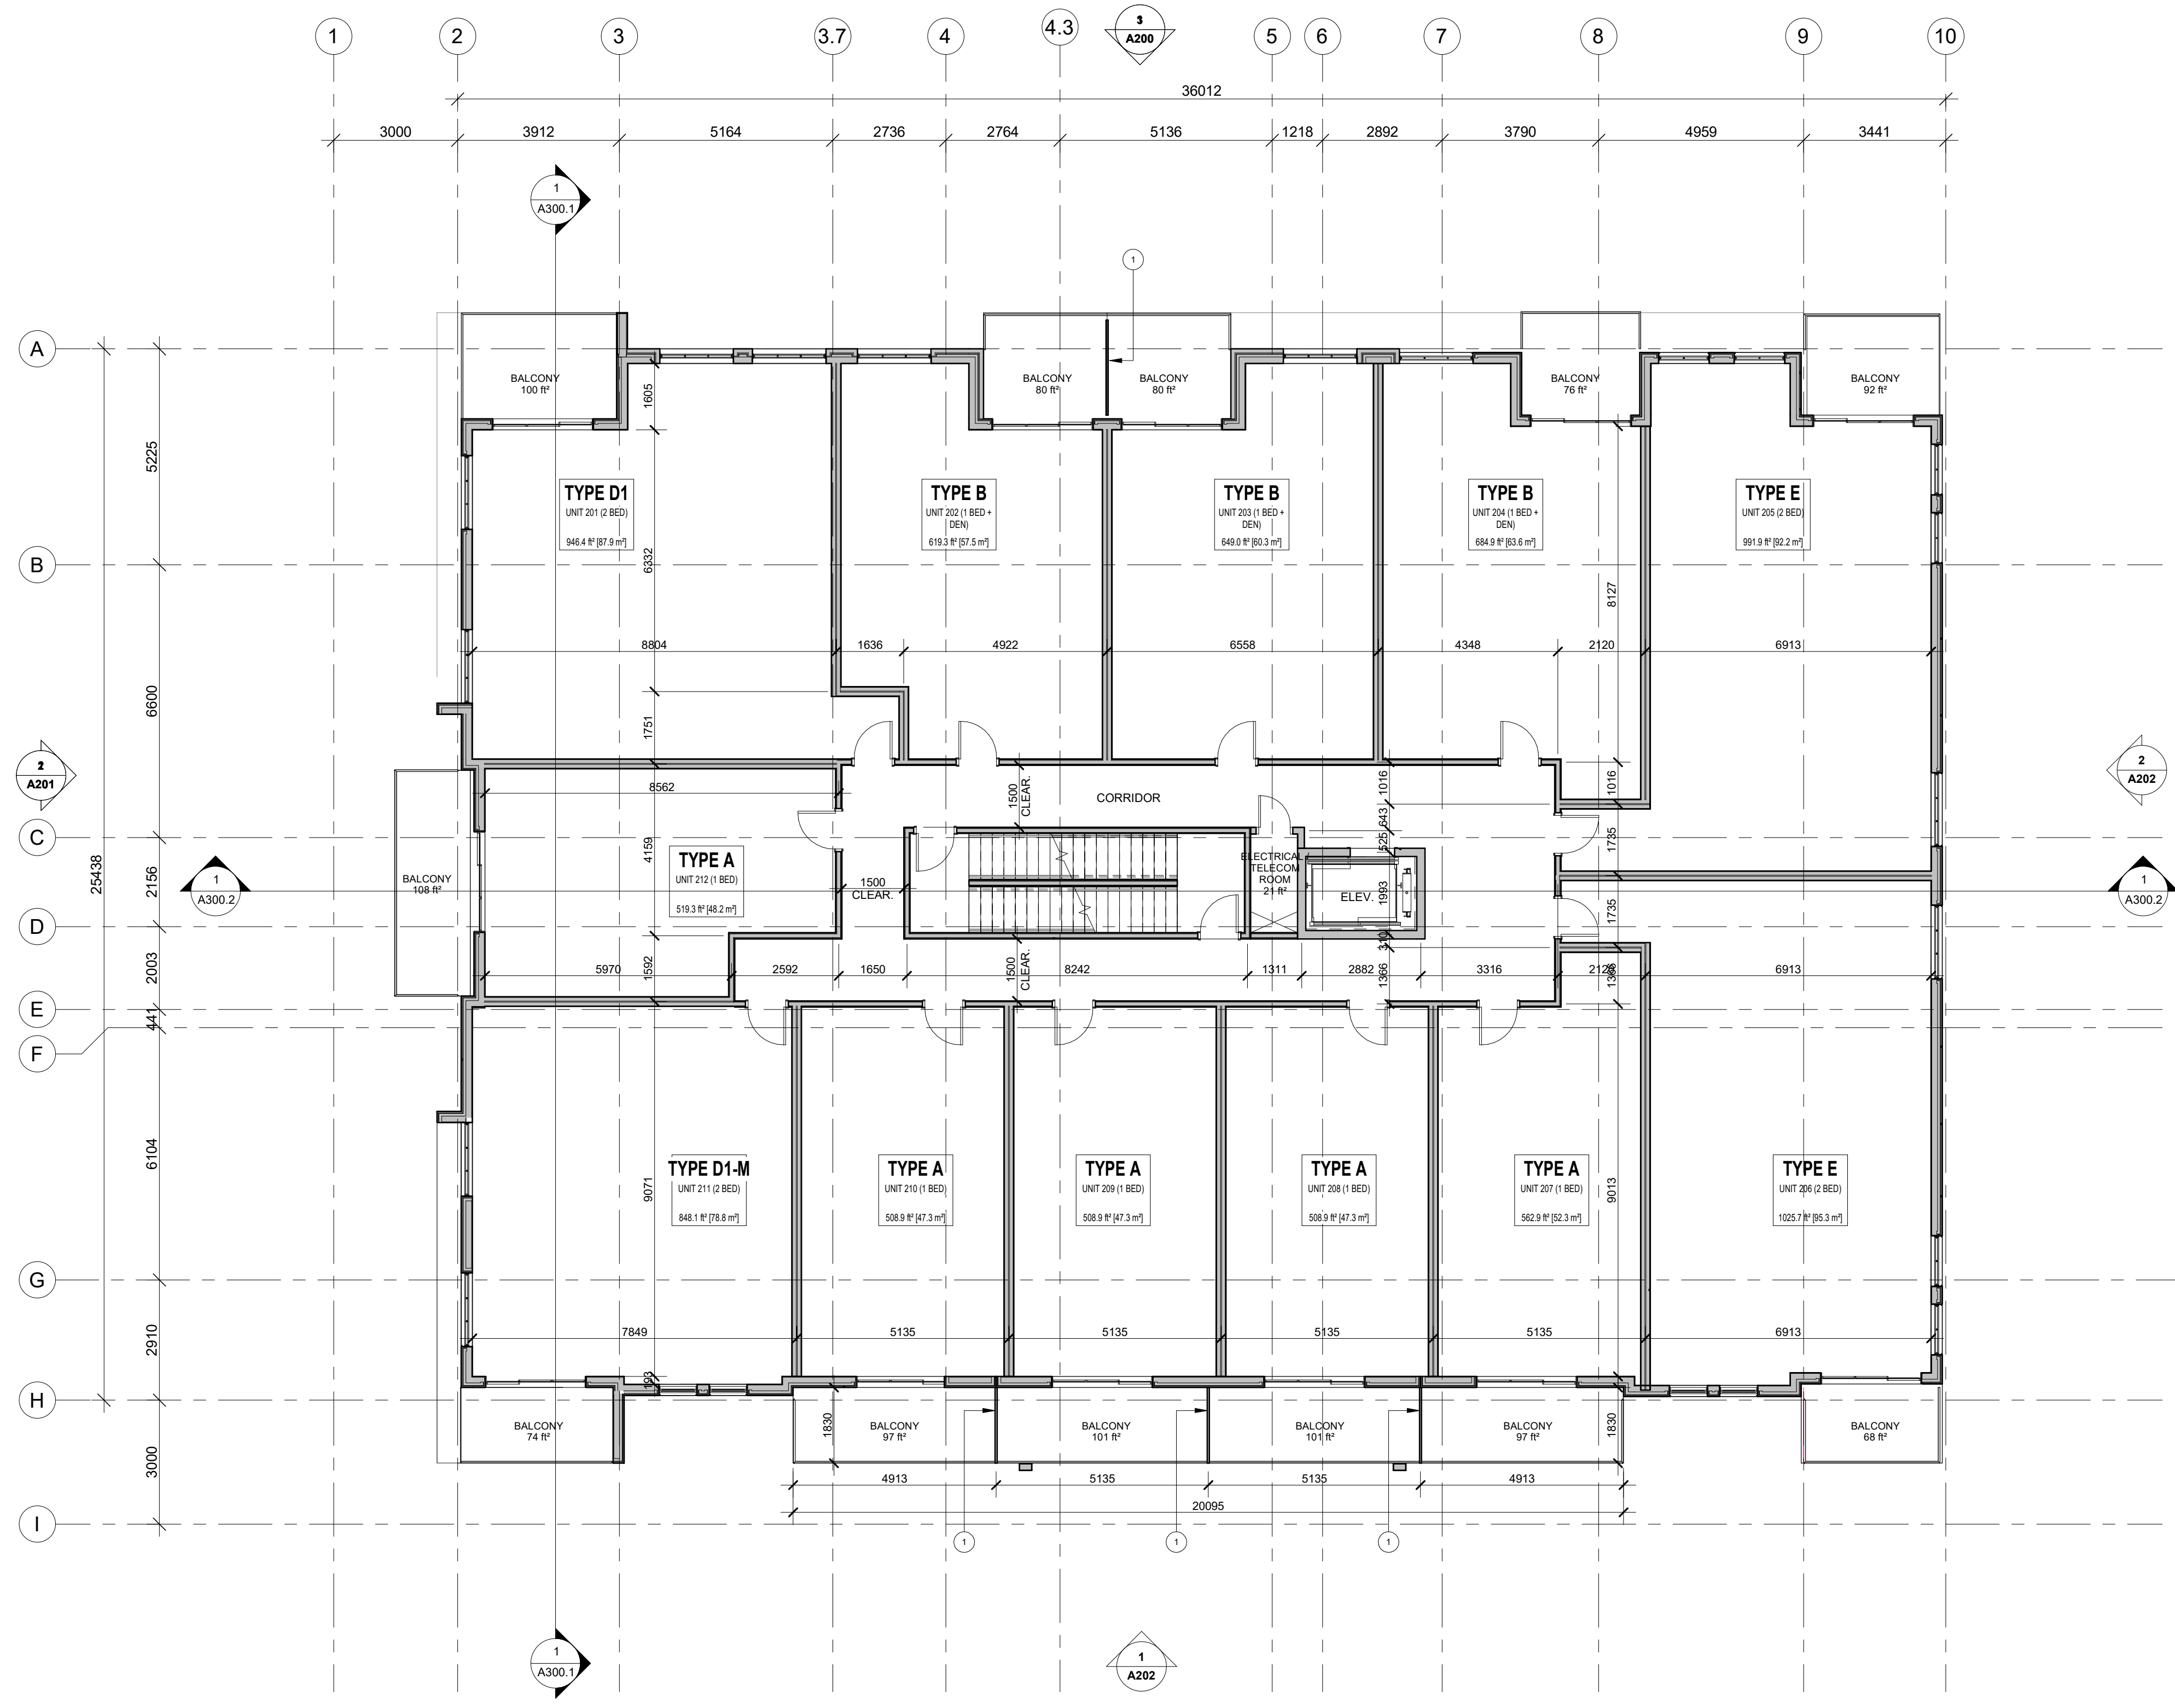 1
2
3
3.7
4
4.3
3
A200
5
6
7
8
9
10
36012
3000
3912
5164
2736
2764
5136
1218
2892
3790
4959
3441
1
A300.1
1
A
B
C
D
E
F
G
H
I
5225
6600
2156
2003
441
6104
2910
3000
25438
2
A201
1
A300.2
2
A202
1
A300.2
BALCONY
100 ft²
BALCONY
80 ft²
BALCONY
80 ft²
BALCONY
76 ft²
BALCONY
92 ft²
1605
6332
1751
8127
TYPE D1
UNIT 201 (2 BED)
946.4 ft² [87.9 m²]
TYPE B
UNIT 202 (1 BED +
DEN)
619.3 ft² [57.5 m²]
TYPE B
UNIT 203 (1 BED +
DEN)
649.0 ft² [60.3 m²]
TYPE B
UNIT 204 (1 BED +
DEN)
684.9 ft² [63.6 m²]
TYPE E
UNIT 205 (2 BED)
991.9 ft² [92.2 m²]
8804
1636
4922
6558
4348
2120
6913
8562
1500
CLEAR.
CORRIDOR
1016
643
525
1993
310
1366
1016
1735
1735
1366
4159
1592
BALCONY
108 ft²
TYPE A
UNIT 212 (1 BED)
519.3 ft² [48.2 m²]
1500
CLEAR.
ELECTRICAL
TELECOM
ROOM
21 ft²
ELEV.
1500
CLEAR.
5970
2592
1650
8242
1311
2882
3316
6913
TYPE D1-M
UNIT 211 (2 BED)
848.1 ft² [78.8 m²]
TYPE A
UNIT 210 (1 BED)
508.9 ft² [47.3 m²]
TYPE A
UNIT 209 (1 BED)
508.9 ft² [47.3 m²]
TYPE A
UNIT 208 (1 BED)
508.9 ft² [47.3 m²]
TYPE A
UNIT 207 (1 BED)
562.9 ft² [52.3 m²]
TYPE E
UNIT 206 (2 BED)
1025.7 ft² [95.3 m²]
9071
9013
7849
5135
5135
5135
5135
6913
193
1830
1830
BALCONY
74 ft²
BALCONY
97 ft²
BALCONY
101 ft²
BALCONY
101 ft²
BALCONY
97 ft²
BALCONY
68 ft²
4913
5135
5135
4913
20095
1
1
1
1
A300.1
1
A202